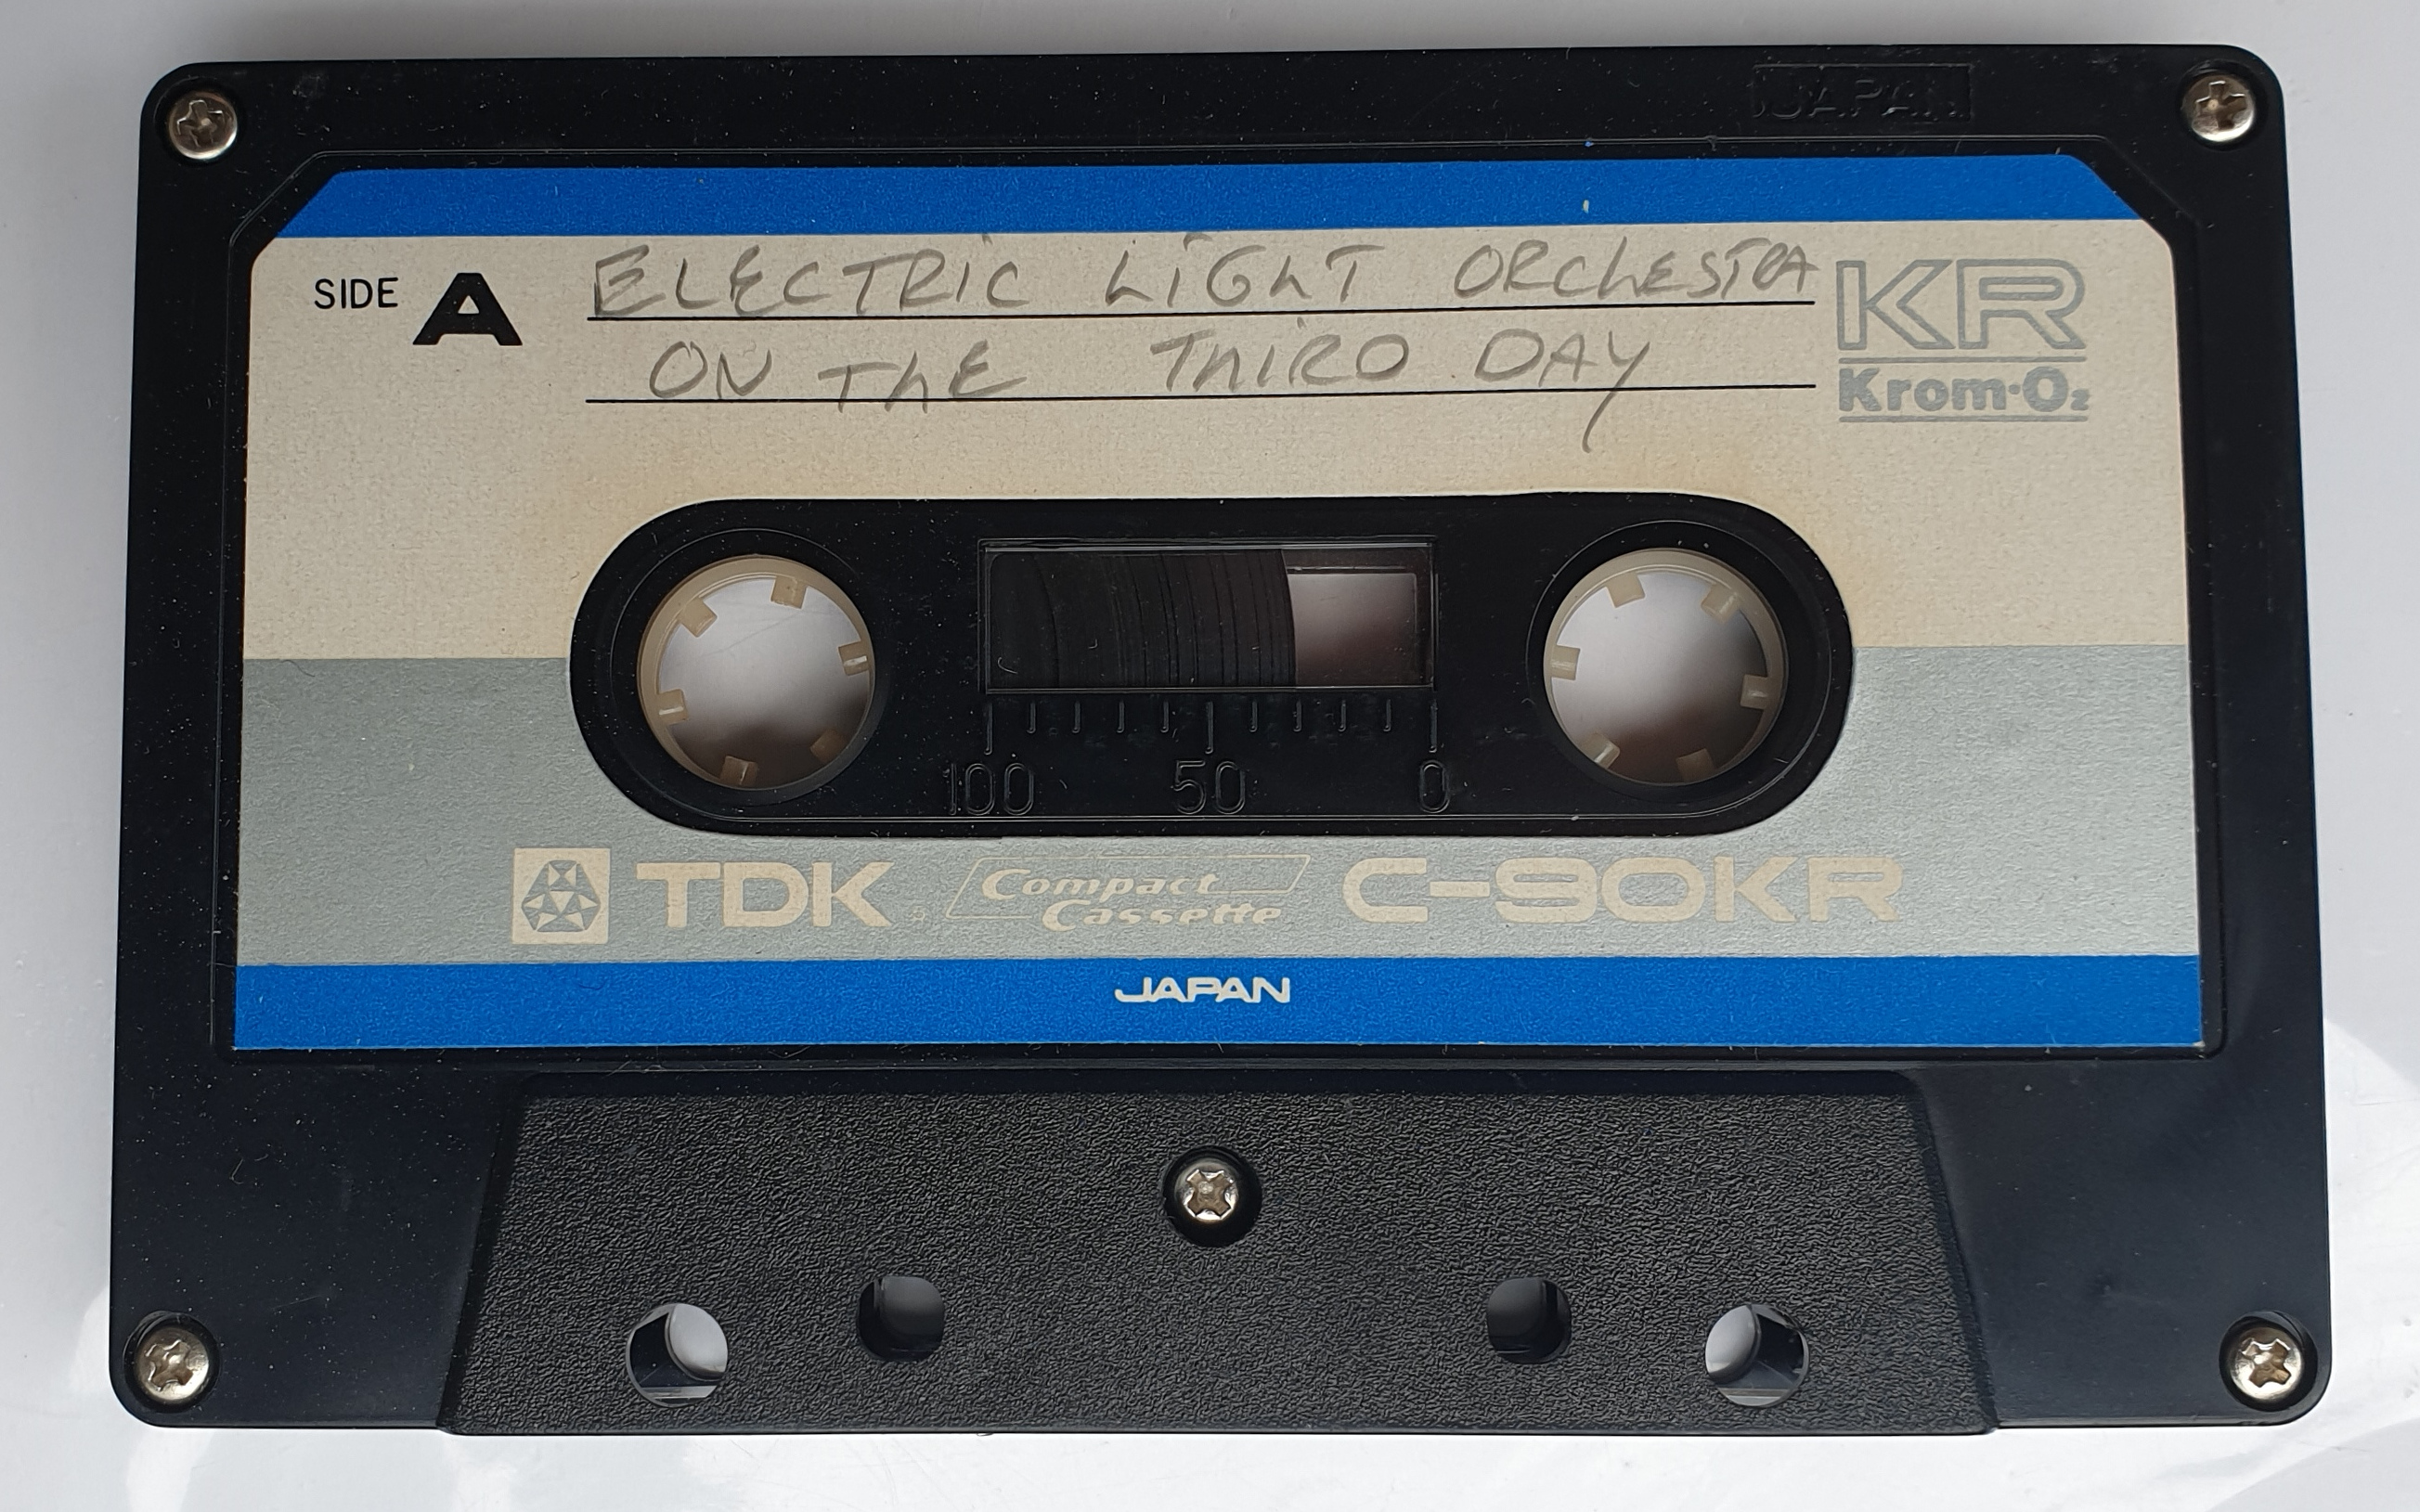 JAPAN
SIDE A
ELECTRIC LIGHT ORCHESTRA
ON THE THIRD DAY
KR
Krom·O₂
100 50 0
TDK Compact Cassette C-90KR
JAPAN